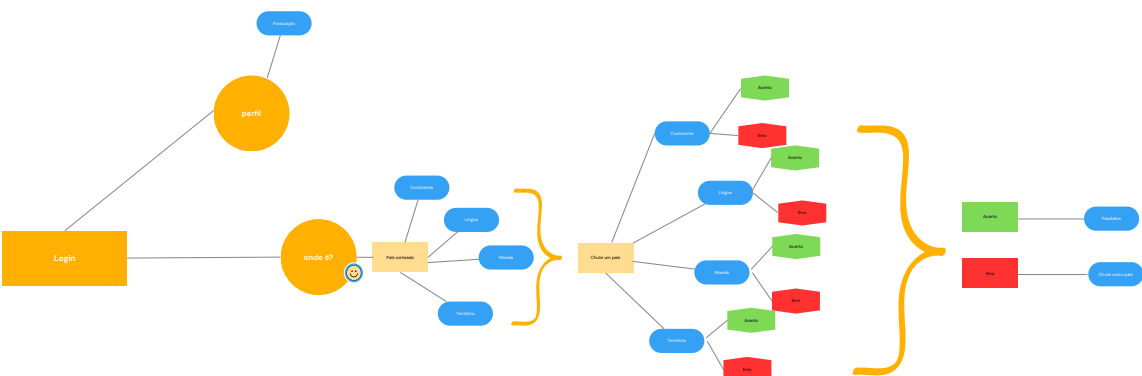 Pontuação
perfil
Login
onde é?
País sorteado
Continente
Língua
Moeda
Território
Chute um país
Continente
Acerto
Erro
Língua
Acerto
Erro
Moeda
Acerto
Erro
Território
Acerto
Erro
Acerto
Parabéns
Erro
Chute outro país